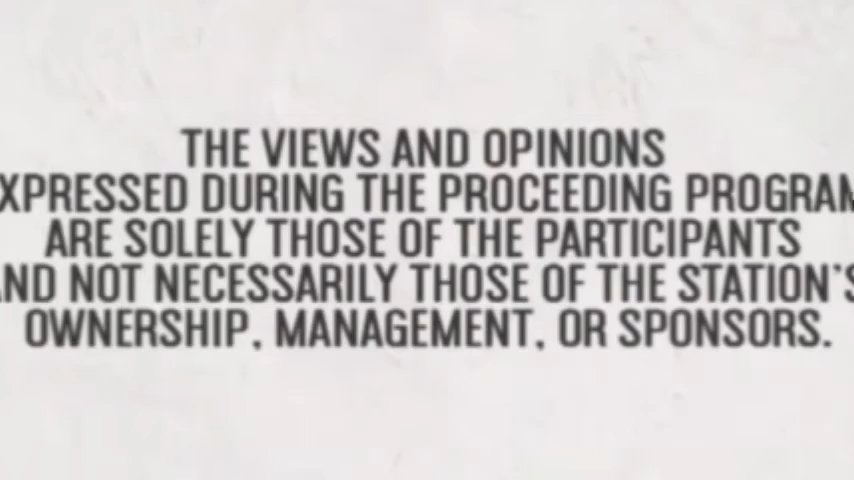 THE VIEWS AND OPINIONS
XPRESSED DURING THE PROCEEDING PROGRAM
ARE SOLELY THOSE OF THE PARTICIPANTS
AND NOT NECESSARILY THOSE OF THE STATION'S
OWNERSHIP, MANAGEMENT, OR SPONSORS.